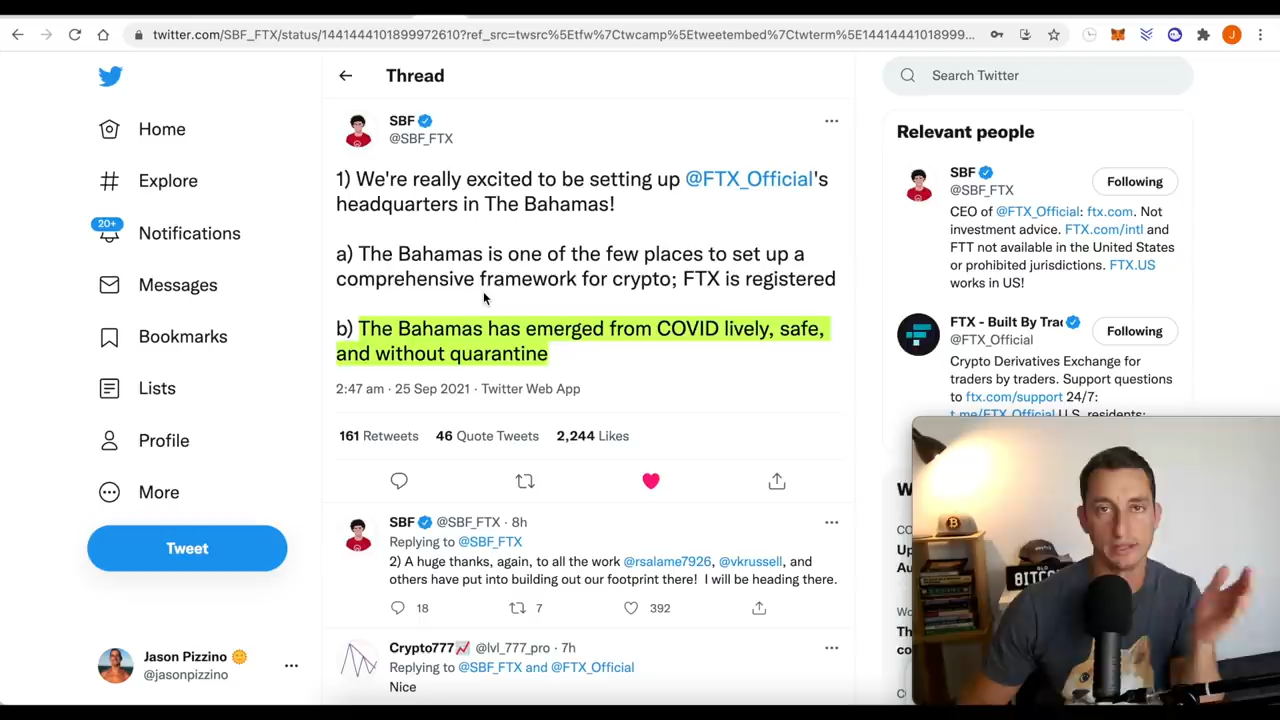 twitter.com/SBF_FTX/status/1441444101899972610?ref_src=twsrc%5Etfw%7Ctwcamp%5Etweetembed%7Ctwterm%5E14414441018999...
J
Home
Explore
20+
Notifications
Messages
Bookmarks
Lists
Profile
More
Tweet
Jason Pizzino
@jasonpizzino
Thread
SBF
@SBF_FTX
1) We're really excited to be setting up @FTX_Official's
headquarters in The Bahamas!
a) The Bahamas is one of the few places to set up a
comprehensive framework for crypto; FTX is registered
b) The Bahamas has emerged from COVID lively, safe,
and without quarantine
2:47 am · 25 Sep 2021 · Twitter Web App
161 Retweets 46 Quote Tweets 2,244 Likes
SBF @SBF_FTX · 8h
Replying to @SBF_FTX
2) A huge thanks, again, to all the work @rsalame7926, @vkrussell, and
others have put into building out our footprint there! I will be heading there.
18 7 392
Crypto777 @lvl_777_pro · 7h
Replying to @SBF_FTX and @FTX_Official
Nice
Search Twitter
Relevant people
SBF
@SBF_FTX
Following
CEO of @FTX_Official: ftx.com. Not
investment advice. FTX.com/intl and
FTT not available in the United States
or prohibited jurisdictions. FTX.US
works in US!
FTX - Built By Trad
@FTX_Official
Following
Crypto Derivatives Exchange for
traders by traders. Support questions
to ftx.com/support 24/7:
t.me/FTX_Official U.S. residents: